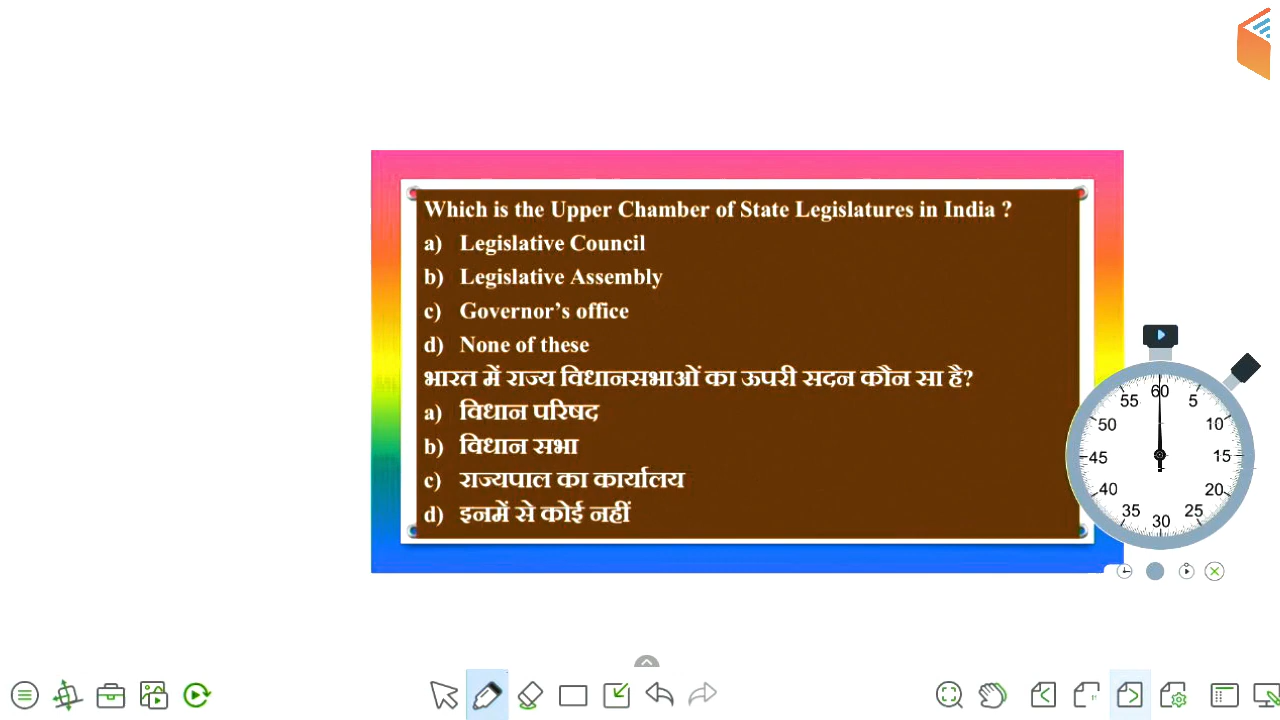 Which is the Upper Chamber of State Legislatures in India ?
a) Legislative Council
b) Legislative Assembly
c) Governor's office
d) None of these
भारत में राज्य विधानसभाओं का ऊपरी सदन कौन सा है?
a) विधान परिषद
b) विधान सभा
c) राज्यपाल का कार्यालय
d) इनमें से कोई नहीं
60
5
10
15
20
25
30
35
40
45
50
55